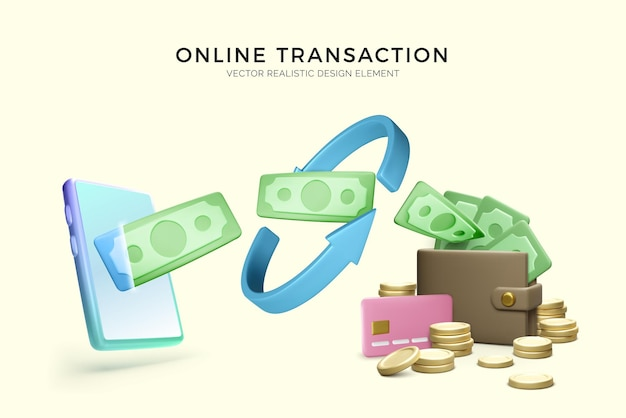 ONLINE TRANSACTION
VECTOR REALISTIC DESIGN ELEMENT